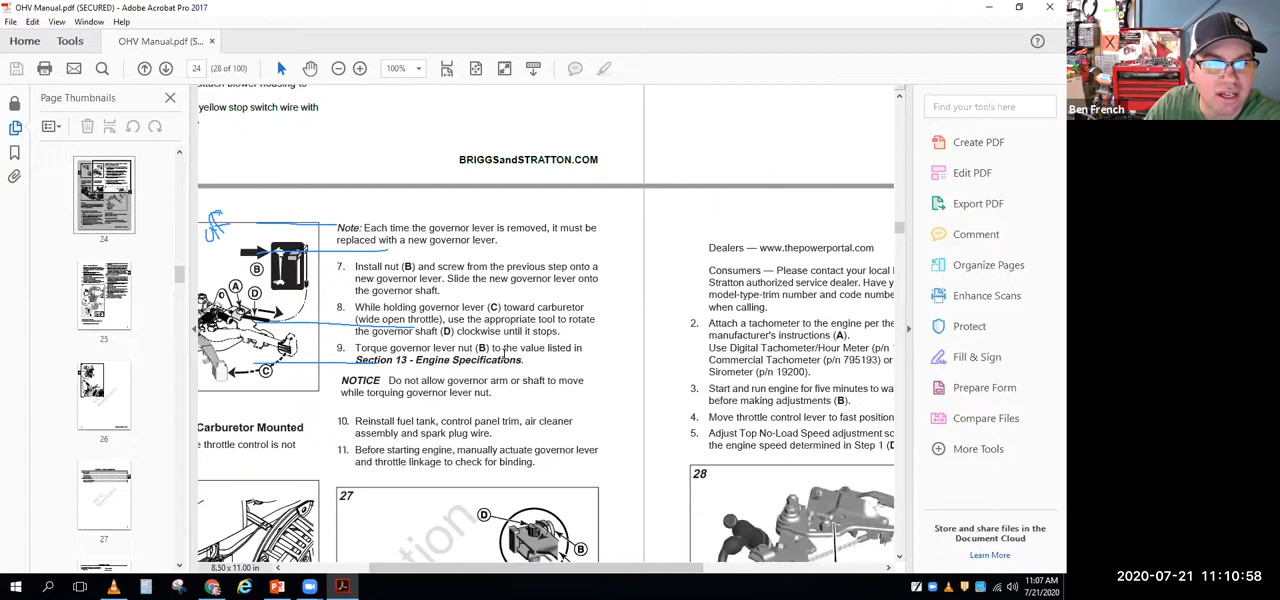 OHV Manual.pdf (SECURED) - Adobe Acrobat Pro 2017
File Edit View Window Help
Home Tools OHV Manual.pdf (S... ×
24 (28 of 100) 100%
Page Thumbnails
24
25
26
27
attach blower housing to
yellow stop switch wire with
BRIGGSandSTRATTON.COM
off
B
A
D
C
Carburetor Mounted
e throttle control is not
Note: Each time the governor lever is removed, it must be
replaced with a new governor lever.
7. Install nut (B) and screw from the previous step onto a
new governor lever. Slide the new governor lever onto
the governor shaft.
8. While holding governor lever (C) toward carburetor
(wide open throttle), use the appropriate tool to rotate
the governor shaft (D) clockwise until it stops.
9. Torque governor lever nut (B) to the value listed in
Section 13 - Engine Specifications.
NOTICE Do not allow governor arm or shaft to move
while torquing governor lever nut.
10. Reinstall fuel tank, control panel trim, air cleaner
assembly and spark plug wire.
11. Before starting engine, manually actuate governor lever
and throttle linkage to check for binding.
27
D
B
Dealers — www.thepowerportal.com
Consumers — Please contact your local
Stratton authorized service dealer. Have y
model-type-trim number and code numbe
when calling.
2. Attach a tachometer to the engine per the
manufacturer's instructions (A).
Use Digital Tachometer/Hour Meter (p/n
Commercial Tachometer (p/n 795193) or
Sirometer (p/n 19200).
3. Start and run engine for five minutes to wa
before making adjustments (B).
4. Move throttle control lever to fast position
5. Adjust Top No-Load Speed adjustment sc
the engine speed determined in Step 1 (D
28
8.50 x 11.00 in
Find your tools here
Create PDF
Edit PDF
Export PDF
Comment
Organize Pages
Enhance Scans
Protect
Fill & Sign
Prepare Form
Compare Files
More Tools
Store and share files in the
Document Cloud
Learn More
Ben French
11:07 AM
7/21/2020
2020-07-21 11:10:58